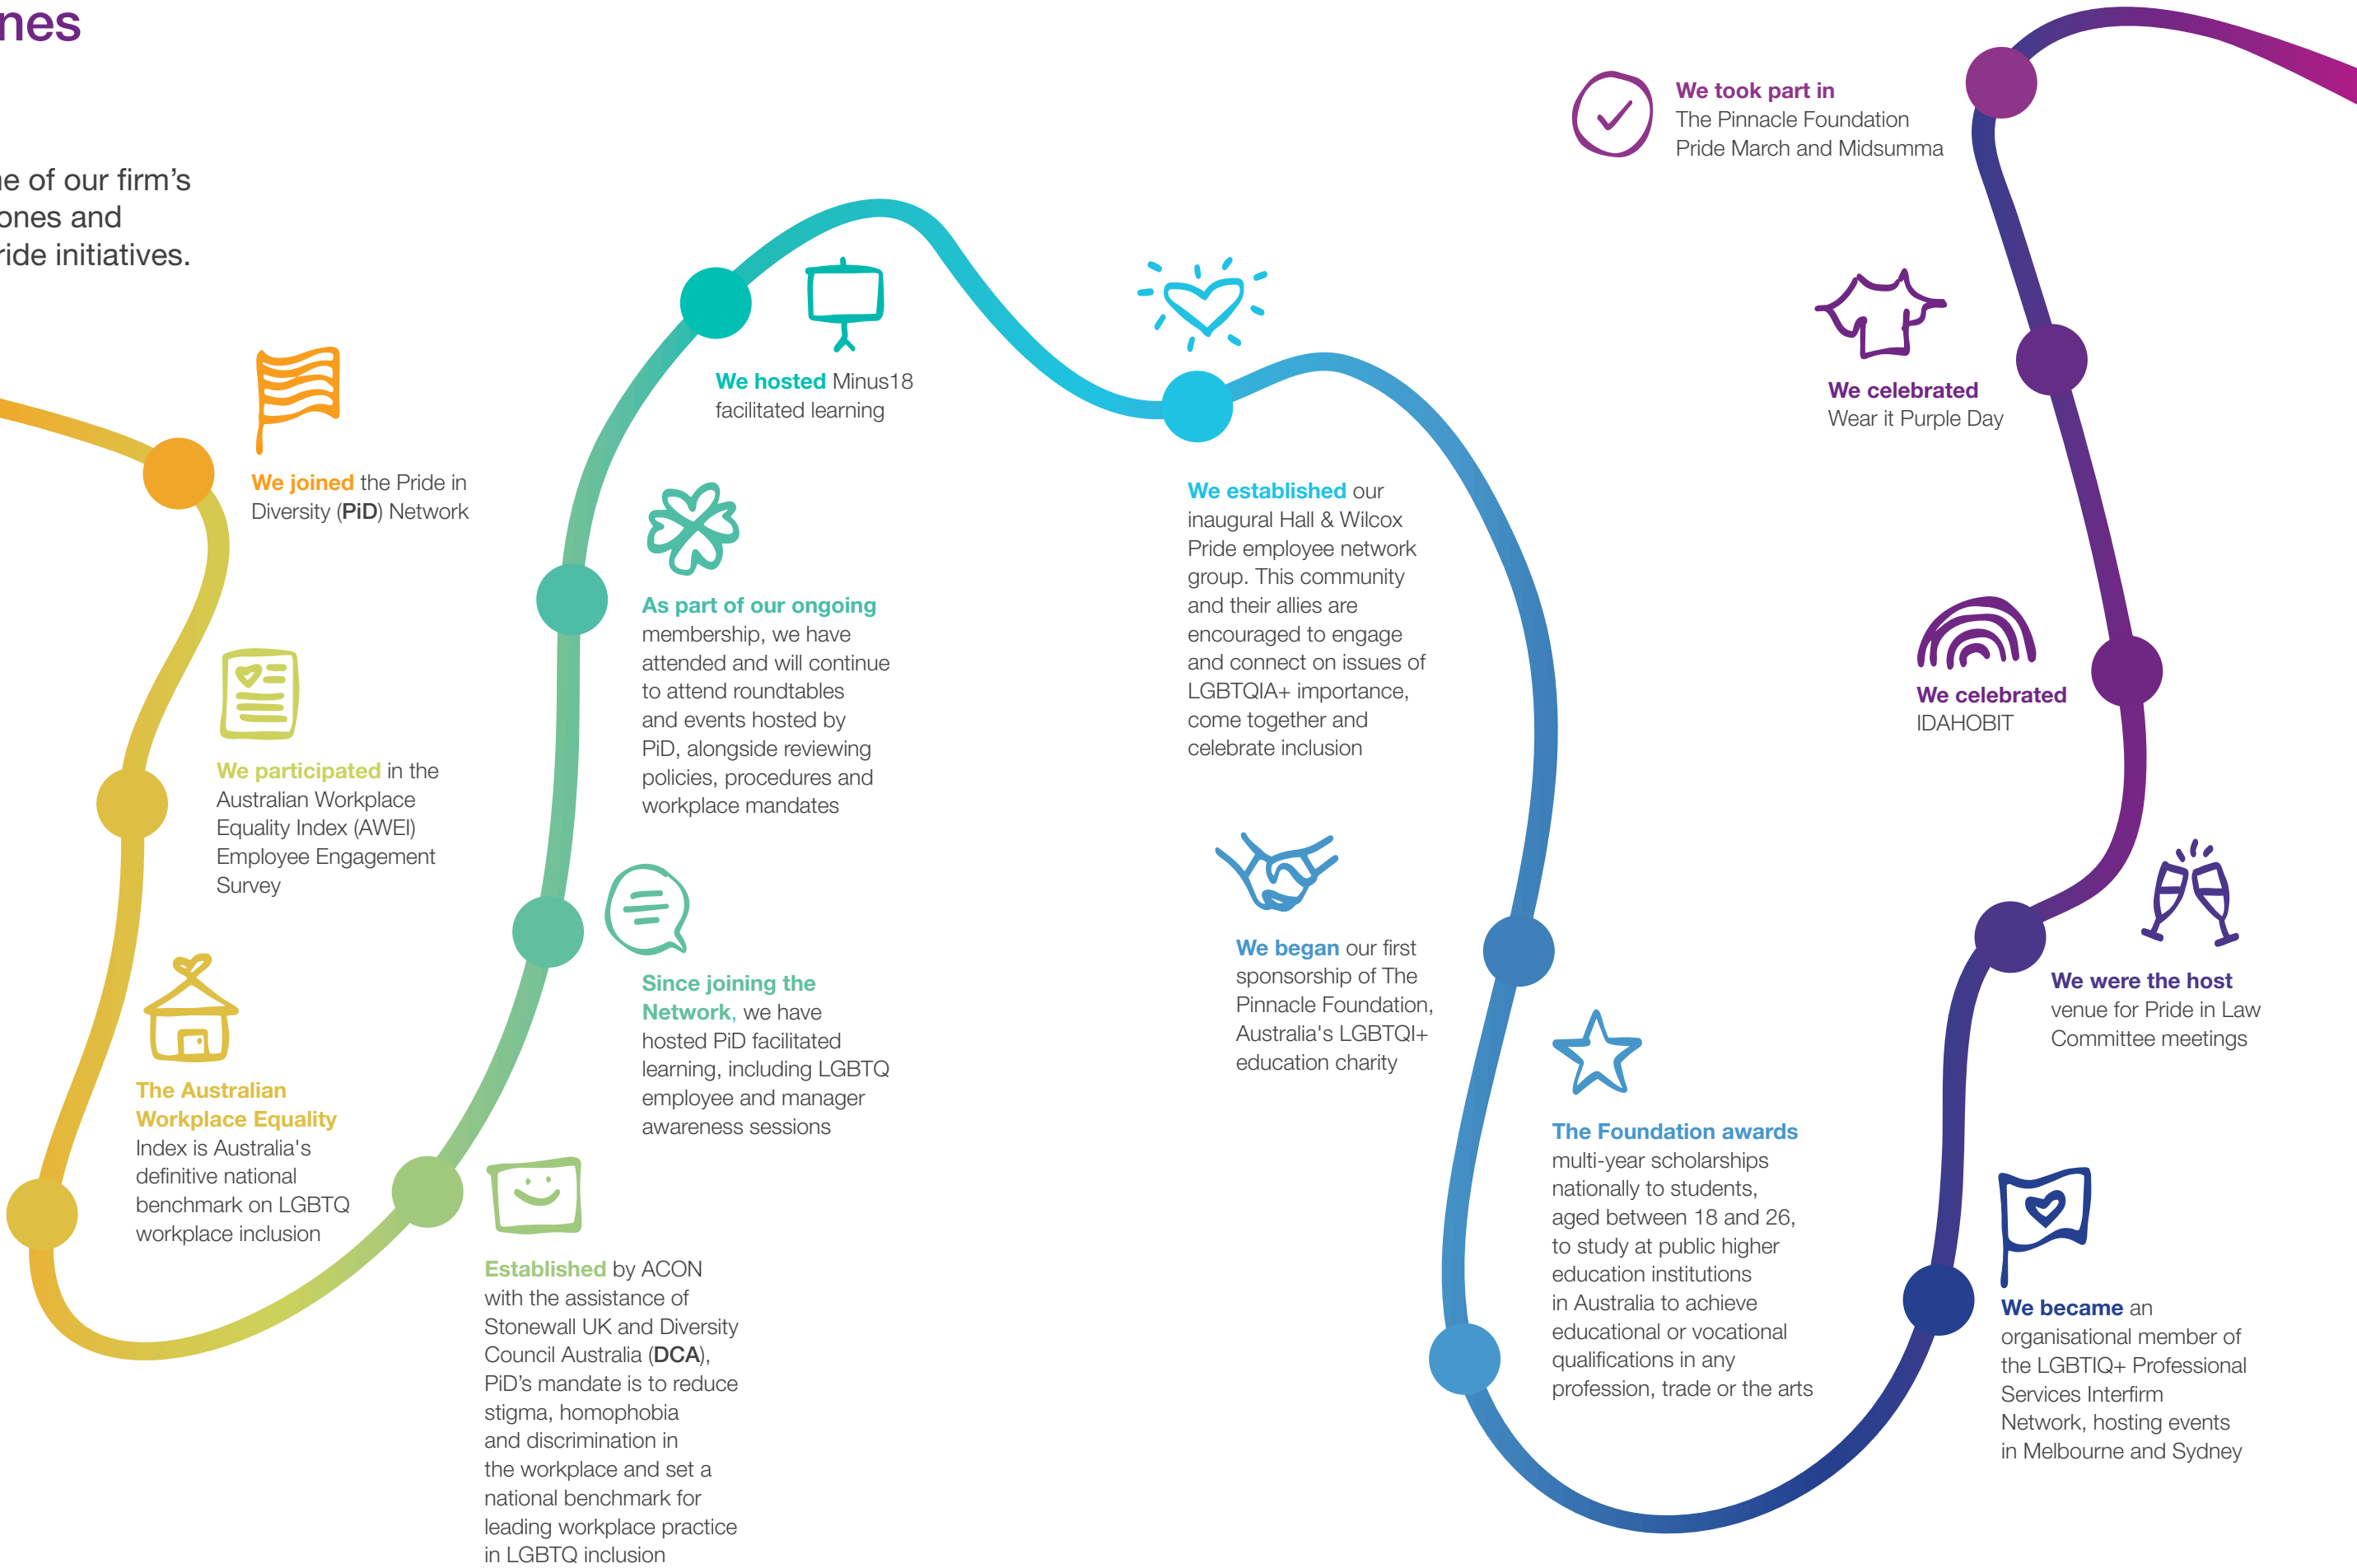 nes
ne of our firm's
ones and
ride initiatives.
We joined the Pride in
Diversity (PiD) Network
We participated in the
Australian Workplace
Equality Index (AWEI)
Employee Engagement
Survey
The Australian
Workplace Equality
Index is Australia's
definitive national
benchmark on LGBTQ
workplace inclusion
Established by ACON
with the assistance of
Stonewall UK and Diversity
Council Australia (DCA),
PiD's mandate is to reduce
stigma, homophobia
and discrimination in
the workplace and set a
national benchmark for
leading workplace practice
in LGBTQ inclusion
Since joining the
Network, we have
hosted PiD facilitated
learning, including LGBTQ
employee and manager
awareness sessions
As part of our ongoing
membership, we have
attended and will continue
to attend roundtables
and events hosted by
PiD, alongside reviewing
policies, procedures and
workplace mandates
We hosted Minus18
facilitated learning
We established our
inaugural Hall & Wilcox
Pride employee network
group. This community
and their allies are
encouraged to engage
and connect on issues of
LGBTQIA+ importance,
come together and
celebrate inclusion
We began our first
sponsorship of The
Pinnacle Foundation,
Australia's LGBTQI+
education charity
The Foundation awards
multi-year scholarships
nationally to students,
aged between 18 and 26,
to study at public higher
education institutions
in Australia to achieve
educational or vocational
qualifications in any
profession, trade or the arts
We became an
organisational member of
the LGBTIQ+ Professional
Services Interfirm
Network, hosting events
in Melbourne and Sydney
We were the host
venue for Pride in Law
Committee meetings
We celebrated
IDAHOBIT
We celebrated
Wear it Purple Day
We took part in
The Pinnacle Foundation
Pride March and Midsumma